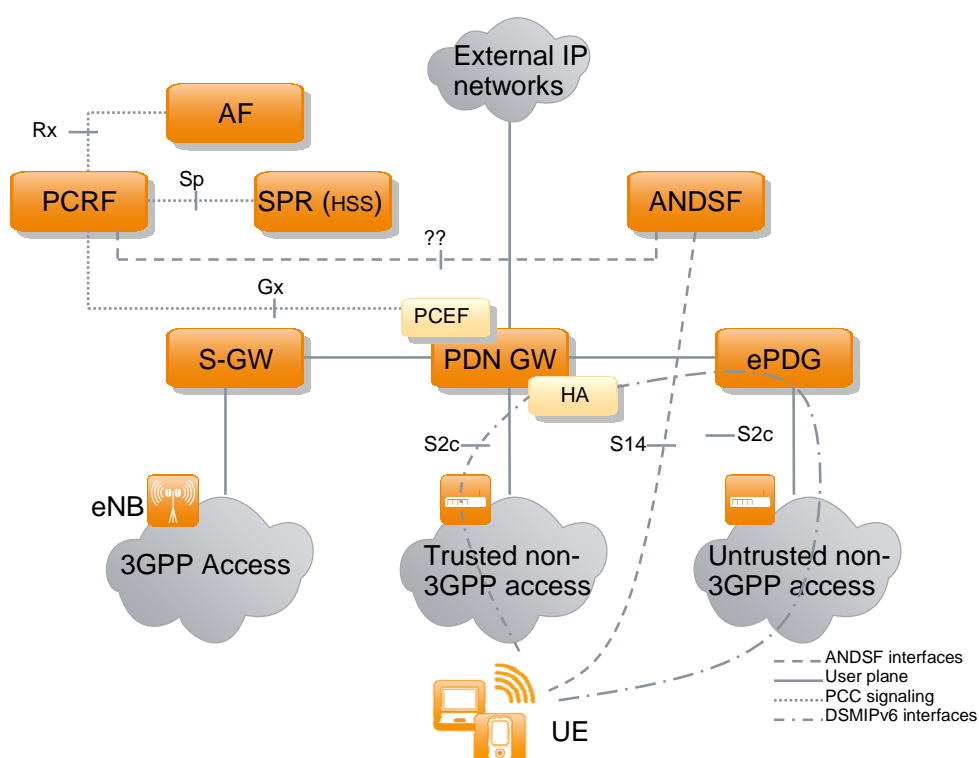 External IP
networks
AF
Rx
Sp
PCRF
SPR (HSS)
ANDSF
??
Gx
PCEF
S-GW
PDN GW
ePDG
HA
S2c
S14
S2c
eNB
3GPP Access
Trusted non-
3GPP access
Untrusted non-
3GPP access
ANDSF interfaces
User plane
PCC signaling
DSMIPv6 interfaces
UE